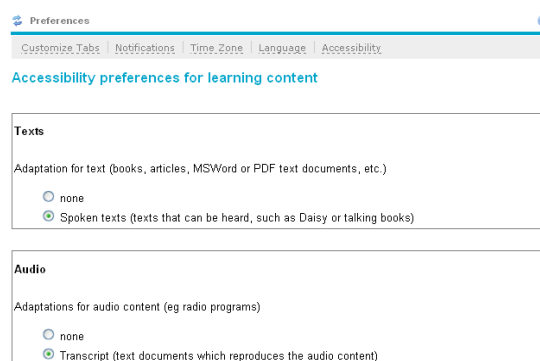 Preferences
Customize Tabs | Notifications | Time Zone | Language | Accessibility
Accessibility preferences for learning content
Texts
Adaptation for text (books, articles, MSWord or PDF text documents, etc.)
none
Spoken texts (texts that can be heard, such as Daisy or talking books)
Audio
Adaptations for audio content (eg radio programs)
none
Transcript (text documents which reproduces the audio content)